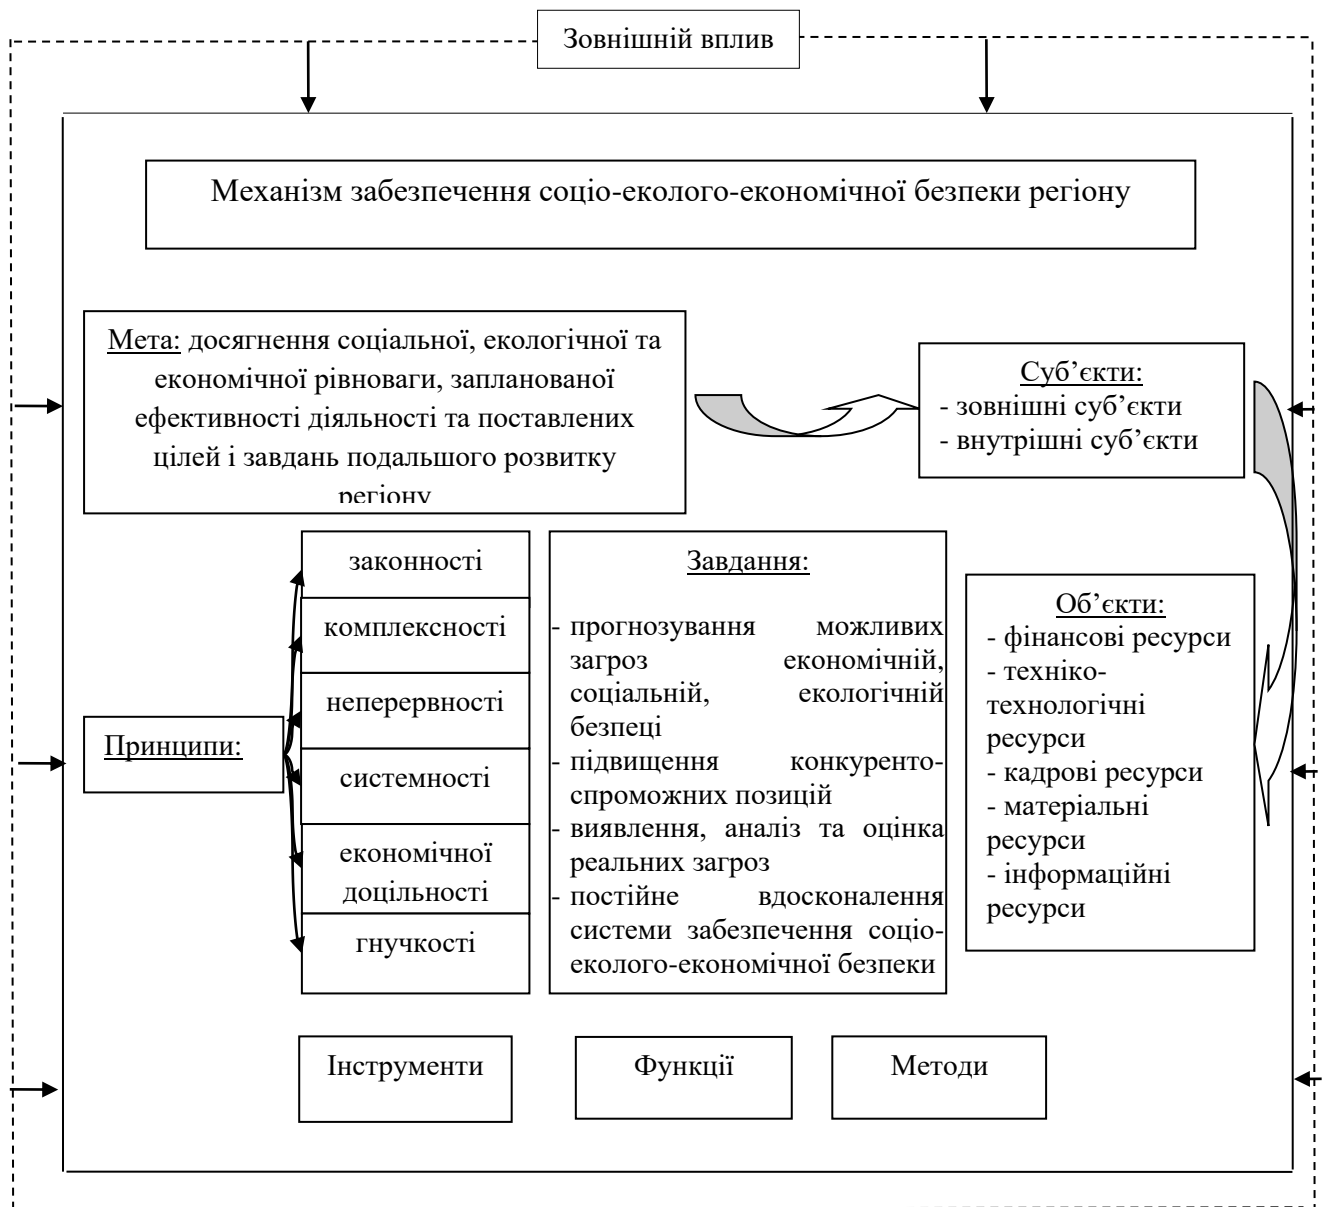 Зовнішній вплив
Механізм забезпечення соціо-еколого-економічної безпеки регіону
Мета: досягнення соціальної, екологічної та
економічної рівноваги, запланованої
ефективності діяльності та поставлених
цілей і завдань подальшого розвитку
регіону
Суб’єкти:
- зовнішні суб’єкти
- внутрішні суб’єкти
Принципи:
законності
комплексності
неперервності
системності
економічної
доцільності
гнучкості
Завдання:
- прогнозування можливих
загроз економічній,
соціальній, екологічній
безпеці
- підвищення конкуренто-
спроможних позицій
- виявлення, аналіз та оцінка
реальних загроз
- постійне вдосконалення
системи забезпечення соціо-
еколого-економічної безпеки
Об’єкти:
- фінансові ресурси
- техніко-
технологічні
ресурси
- кадрові ресурси
- матеріальні
ресурси
- інформаційні
ресурси
Інструменти
Функції
Методи